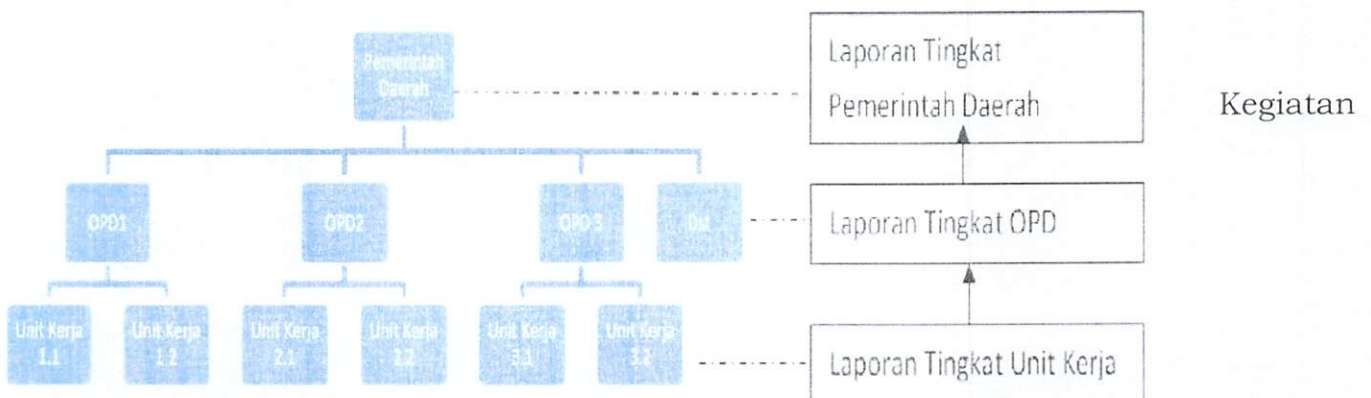 Pemerintah
Daerah
Laporan Tingkat
Pemerintah Daerah
Kegiatan
OPD1
OPD2
OPD 3
Dst
Laporan Tingkat OPD
Unit Kerja
1.1
Unit Kerja
1.2
Unit Kerja
2.1
Unit Kerja
2.2
Unit Kerja
3.1
Unit Kerja
3.2
Laporan Tingkat Unit Kerja